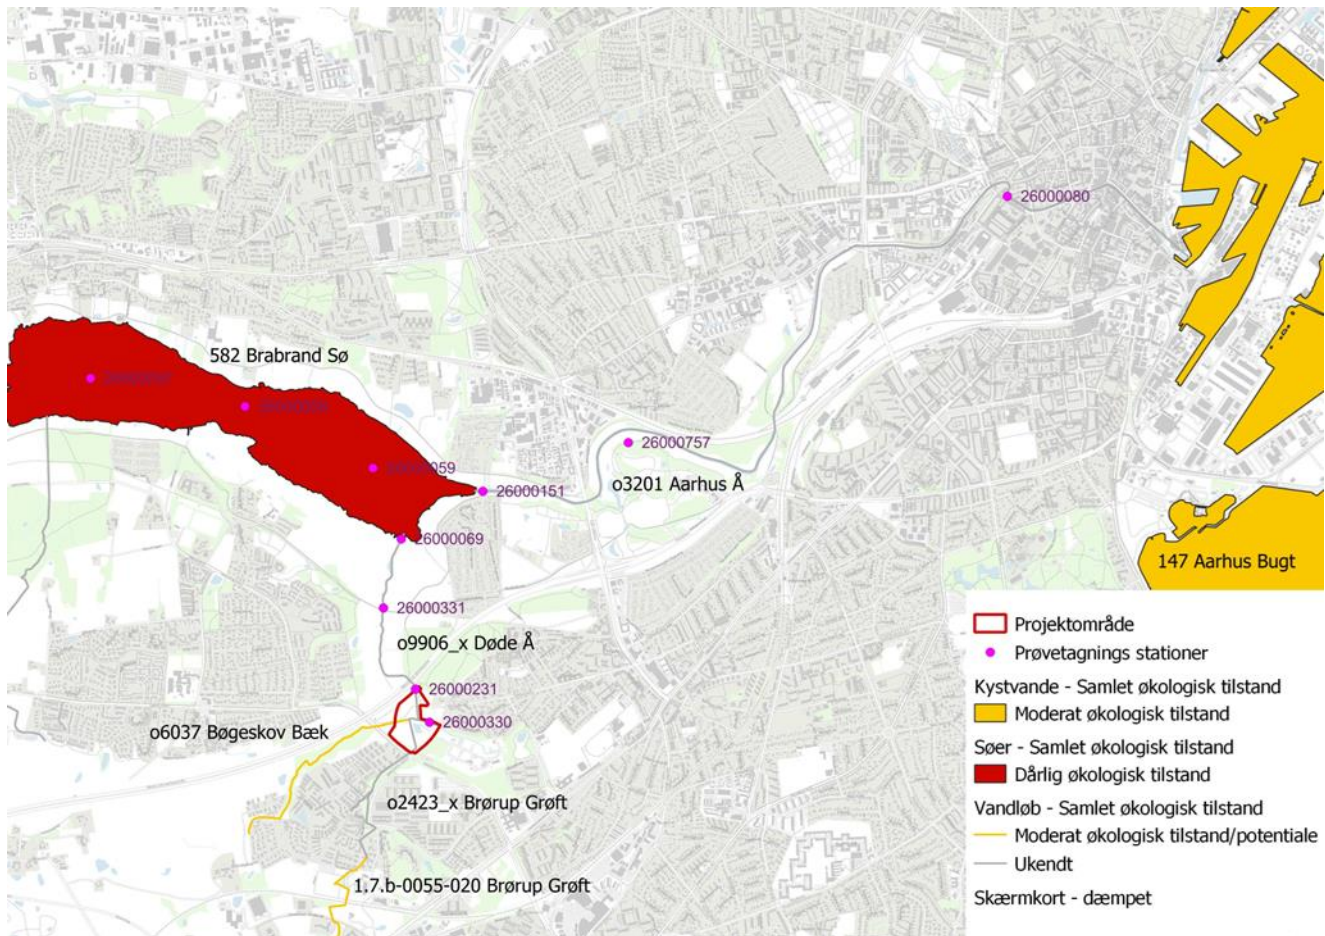 26000080
582 Brabrand Sø
26000757
26000151
o3201 Aarhus Å
26000069
147 Aarhus Bugt
26000331
o9906_x Døde Å
26000231
26000330
o6037 Bøgeskov Bæk
o2423_x Brørup Grøft
1.7.b-0055-020 Brørup Grøft
Projektområde
Prøvetagnings stationer
Kystvande - Samlet økologisk tilstand
Moderat økologisk tilstand
Søer - Samlet økologisk tilstand
Dårlig økologisk tilstand
Vandløb - Samlet økologisk tilstand
Moderat økologisk tilstand/potentiale
Ukendt
Skærmkort - dæmpet